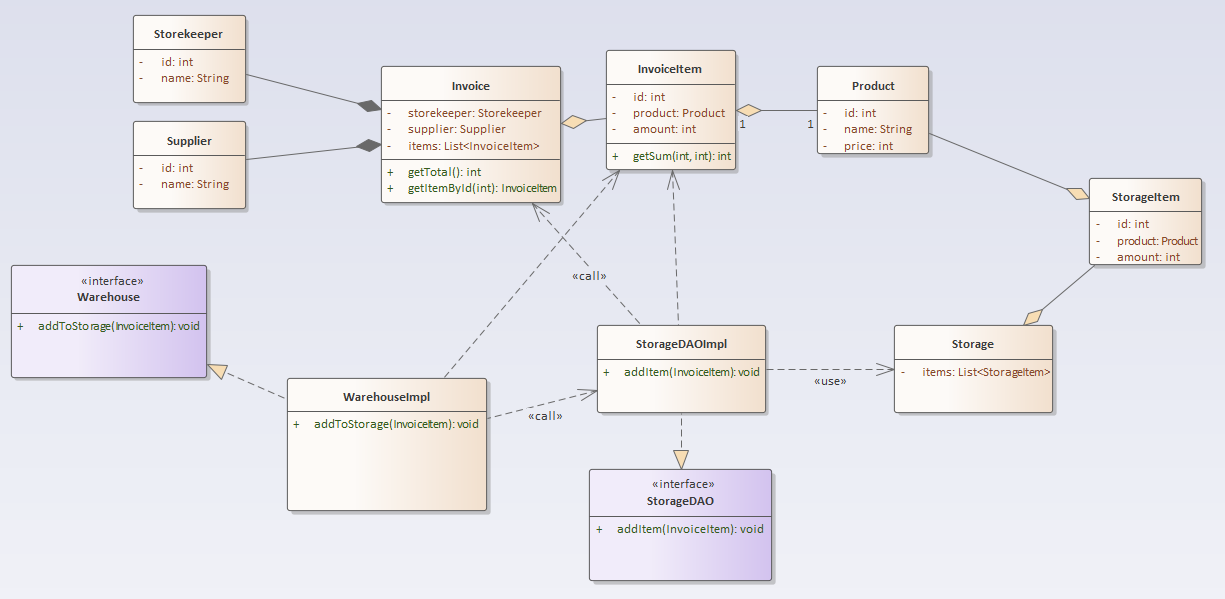 Storekeeper
- id: int
- name: String
Supplier
- id: int
- name: String
Invoice
- storekeeper: Storekeeper
- supplier: Supplier
- items: List<InvoiceItem>
+ getTotal(): int
+ getItemById(int): InvoiceItem
InvoiceItem
- id: int
- product: Product
- amount: int
+ getSum(int, int): int
1
1
Product
- id: int
- name: String
- price: int
StorageItem
- id: int
- product: Product
- amount: int
«interface»
Warehouse
+ addToStorage(InvoiceItem): void
«call»
WarehouseImpl
+ addToStorage(InvoiceItem): void
«call»
StorageDAOImpl
+ addItem(InvoiceItem): void
«use»
Storage
- items: List<StorageItem>
«interface»
StorageDAO
+ addItem(InvoiceItem): void